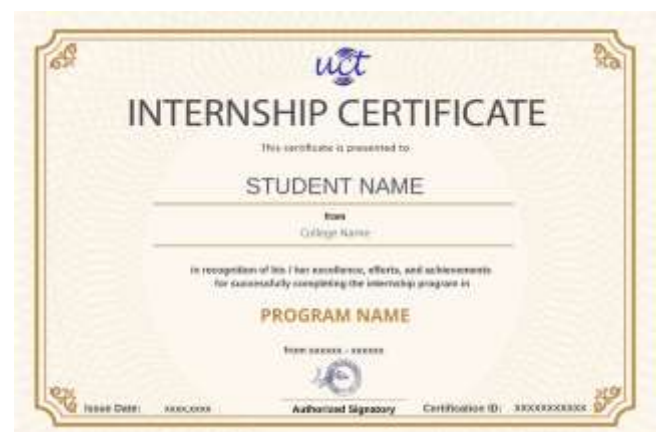 uct
INTERNSHIP CERTIFICATE
This certificate is presented to
STUDENT NAME
from
College Name
in recognition of his / her excellence, efforts, and achievements
for successfully completing the internship program in
PROGRAM NAME
from xxxxxx - xxxxxx
Issue Date: xxxx,xxxx Authorized Signatory Certification ID: XXXXXXXXXXX